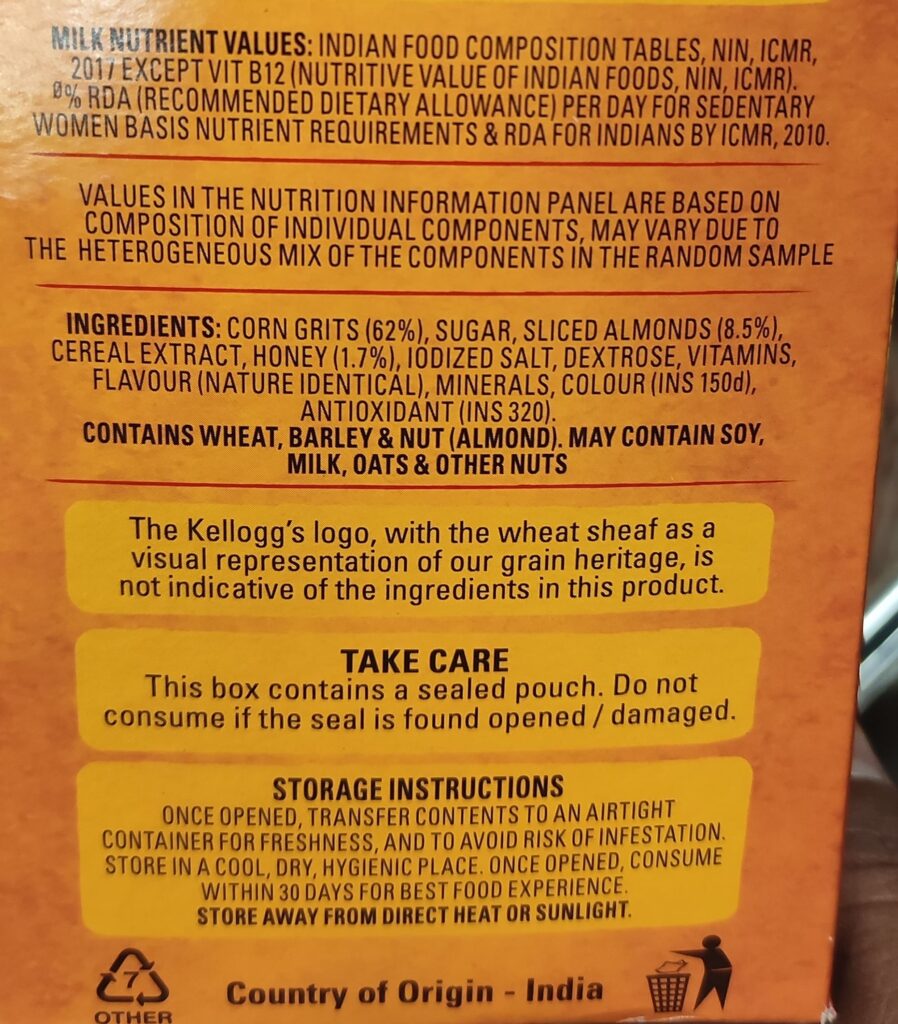 MILK NUTRIENT VALUES: INDIAN FOOD COMPOSITION TABLES, NIN, ICMR,
2017 EXCEPT VIT B12 (NUTRITIVE VALUE OF INDIAN FOODS, NIN, ICMR).
Ø% RDA (RECOMMENDED DIETARY ALLOWANCE) PER DAY FOR SEDENTARY
WOMEN BASIS NUTRIENT REQUIREMENTS & RDA FOR INDIANS BY ICMR, 2010.
VALUES IN THE NUTRITION INFORMATION PANEL ARE BASED ON
COMPOSITION OF INDIVIDUAL COMPONENTS, MAY VARY DUE TO
THE HETEROGENEOUS MIX OF THE COMPONENTS IN THE RANDOM SAMPLE
INGREDIENTS: CORN GRITS (62%), SUGAR, SLICED ALMONDS (8.5%),
CEREAL EXTRACT, HONEY (1.7%), IODIZED SALT, DEXTROSE, VITAMINS,
FLAVOUR (NATURE IDENTICAL), MINERALS, COLOUR (INS 150d),
ANTIOXIDANT (INS 320).
CONTAINS WHEAT, BARLEY & NUT (ALMOND). MAY CONTAIN SOY,
MILK, OATS & OTHER NUTS
The Kellogg's logo, with the wheat sheaf as a
visual representation of our grain heritage, is
not indicative of the ingredients in this product.
TAKE CARE
This box contains a sealed pouch. Do not
consume if the seal is found opened / damaged.
STORAGE INSTRUCTIONS
ONCE OPENED, TRANSFER CONTENTS TO AN AIRTIGHT
CONTAINER FOR FRESHNESS, AND TO AVOID RISK OF INFESTATION.
STORE IN A COOL, DRY, HYGIENIC PLACE. ONCE OPENED, CONSUME
WITHIN 30 DAYS FOR BEST FOOD EXPERIENCE.
STORE AWAY FROM DIRECT HEAT OR SUNLIGHT.
7
OTHER
Country of Origin - India